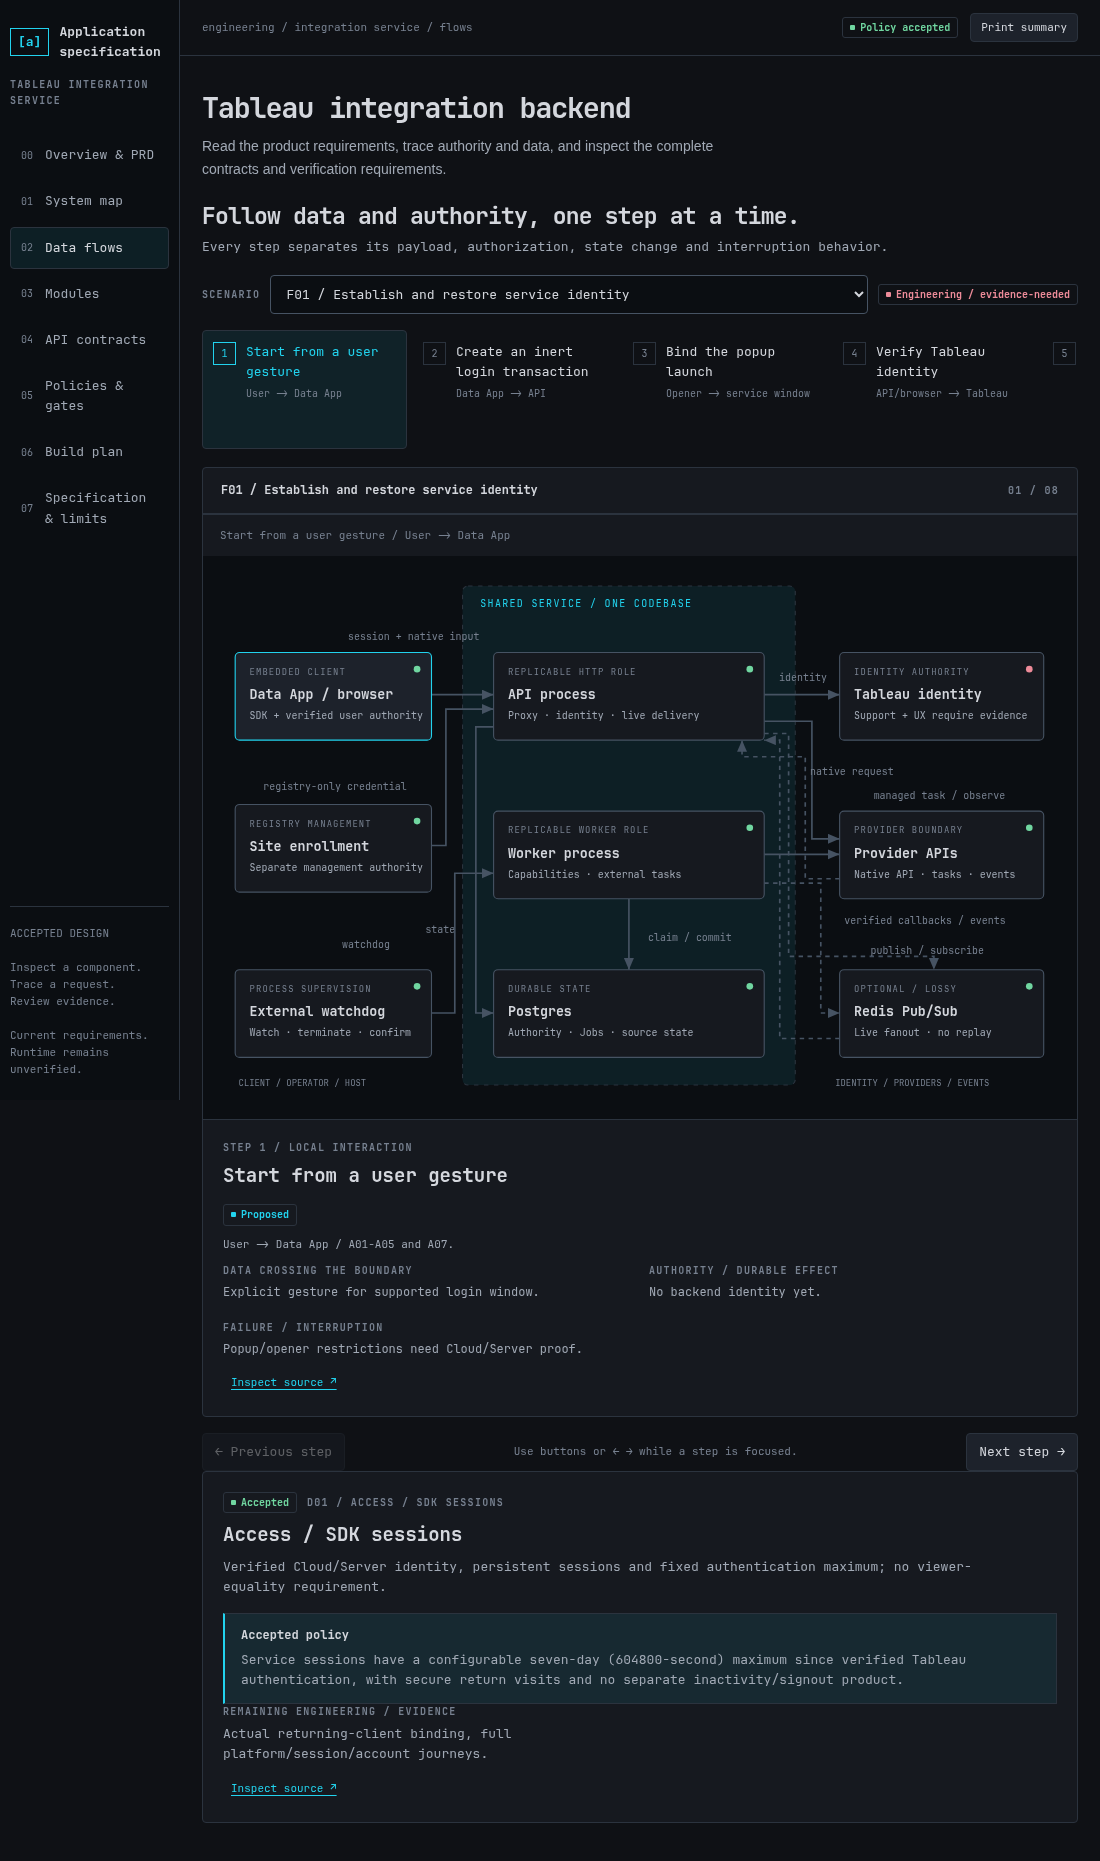 [a] Application
specification
TABLEAU INTEGRATION
SERVICE
00 Overview & PRD
01 System map
02 Data flows
03 Modules
04 API contracts
05 Policies &
gates
06 Build plan
07 Specification
& limits
ACCEPTED DESIGN
Inspect a component.
Trace a request.
Review evidence.
Current requirements.
Runtime remains
unverified.
engineering / integration service / flows
Policy accepted
Print summary
Tableau integration backend
Read the product requirements, trace authority and data, and inspect the complete
contracts and verification requirements.
Follow data and authority, one step at a time.
Every step separates its payload, authorization, state change and interruption behavior.
SCENARIO
F01 / Establish and restore service identity
Engineering / evidence-needed
1 Start from a user
gesture
User → Data App
2 Create an inert
login transaction
Data App → API
3 Bind the popup
launch
Opener → service window
4 Verify Tableau
identity
API/browser → Tableau
5
F01 / Establish and restore service identity
01 / 08
Start from a user gesture / User → Data App
SHARED SERVICE / ONE CODEBASE
session + native input
EMBEDDED CLIENT
Data App / browser
SDK + verified user authority
REPLICABLE HTTP ROLE
API process
Proxy · identity · live delivery
identity
IDENTITY AUTHORITY
Tableau identity
Support + UX require evidence
native request
registry-only credential
managed task / observe
REGISTRY MANAGEMENT
Site enrollment
Separate management authority
REPLICABLE WORKER ROLE
Worker process
Capabilities · external tasks
PROVIDER BOUNDARY
Provider APIs
Native API · tasks · events
verified callbacks / events
state
claim / commit
watchdog
publish / subscribe
PROCESS SUPERVISION
External watchdog
Watch · terminate · confirm
DURABLE STATE
Postgres
Authority · Jobs · source state
OPTIONAL / LOSSY
Redis Pub/Sub
Live fanout · no replay
CLIENT / OPERATOR / HOST
IDENTITY / PROVIDERS / EVENTS
STEP 1 / LOCAL INTERACTION
Start from a user gesture
Proposed
User → Data App / A01-A05 and A07.
DATA CROSSING THE BOUNDARY
Explicit gesture for supported login window.
AUTHORITY / DURABLE EFFECT
No backend identity yet.
FAILURE / INTERRUPTION
Popup/opener restrictions need Cloud/Server proof.
Inspect source ↗
← Previous step
Use buttons or ← → while a step is focused.
Next step →
Accepted
D01 / ACCESS / SDK SESSIONS
Access / SDK sessions
Verified Cloud/Server identity, persistent sessions and fixed authentication maximum; no viewer-
equality requirement.
Accepted policy
Service sessions have a configurable seven-day (604800-second) maximum since verified Tableau
authentication, with secure return visits and no separate inactivity/signout product.
REMAINING ENGINEERING / EVIDENCE
Actual returning-client binding, full
platform/session/account journeys.
Inspect source ↗